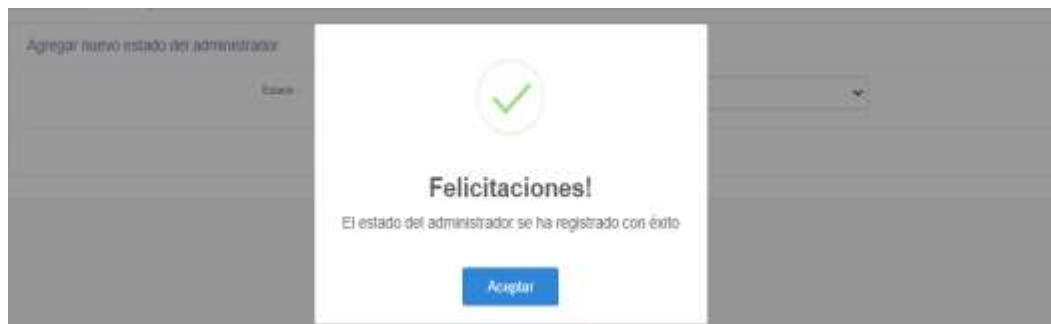 Agregar nuevo estado del administrador
Estado
Felicitaciones!
El estado del administrador se ha registrado con éxito
Aceptar